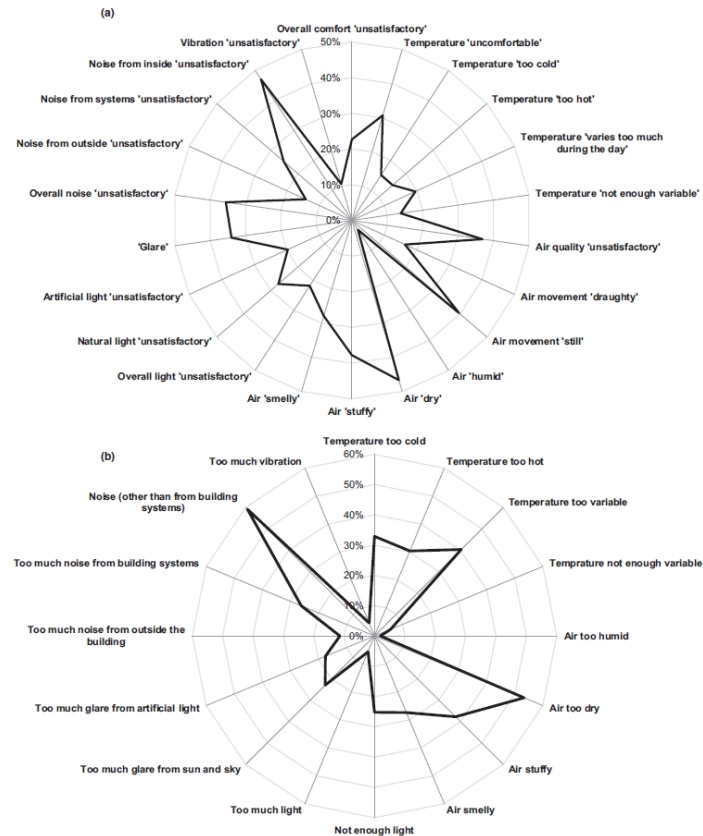 (a)
Overall comfort 'unsatisfactory'
50%
Vibration 'unsatisfactory'
Temperature 'uncomfortable'
Noise from inside 'unsatisfactory'
Temperature 'too cold'
40%
Noise from systems 'unsatisfactory'
Temperature 'too hot'
30%
Noise from outside 'unsatisfactory'
Temperature 'varies too much
during the day'
20%
Overall noise 'unsatisfactory'
Temperature 'not enough variable'
10%
0%
'Glare'
Air quality 'unsatisfactory'
Artificial light 'unsatisfactory'
Air movement 'draughty'
Natural light 'unsatisfactory'
Air movement 'still'
Overall light 'unsatisfactory'
Air 'humid'
Air 'smelly'
Air 'dry'
Air 'stuffy'
(b)
Temperature too cold
60%
Too much vibration
Temperature too hot
50%
Noise (other than from building
systems)
Temperature too variable
40%
30%
Too much noise from building systems
Temprature not enough variable
20%
10%
Too much noise from outside the
building
0%
Air too humid
Too much glare from artificial light
Air too dry
Too much glare from sun and sky
Air stuffy
Too much light
Air smelly
Not enough light